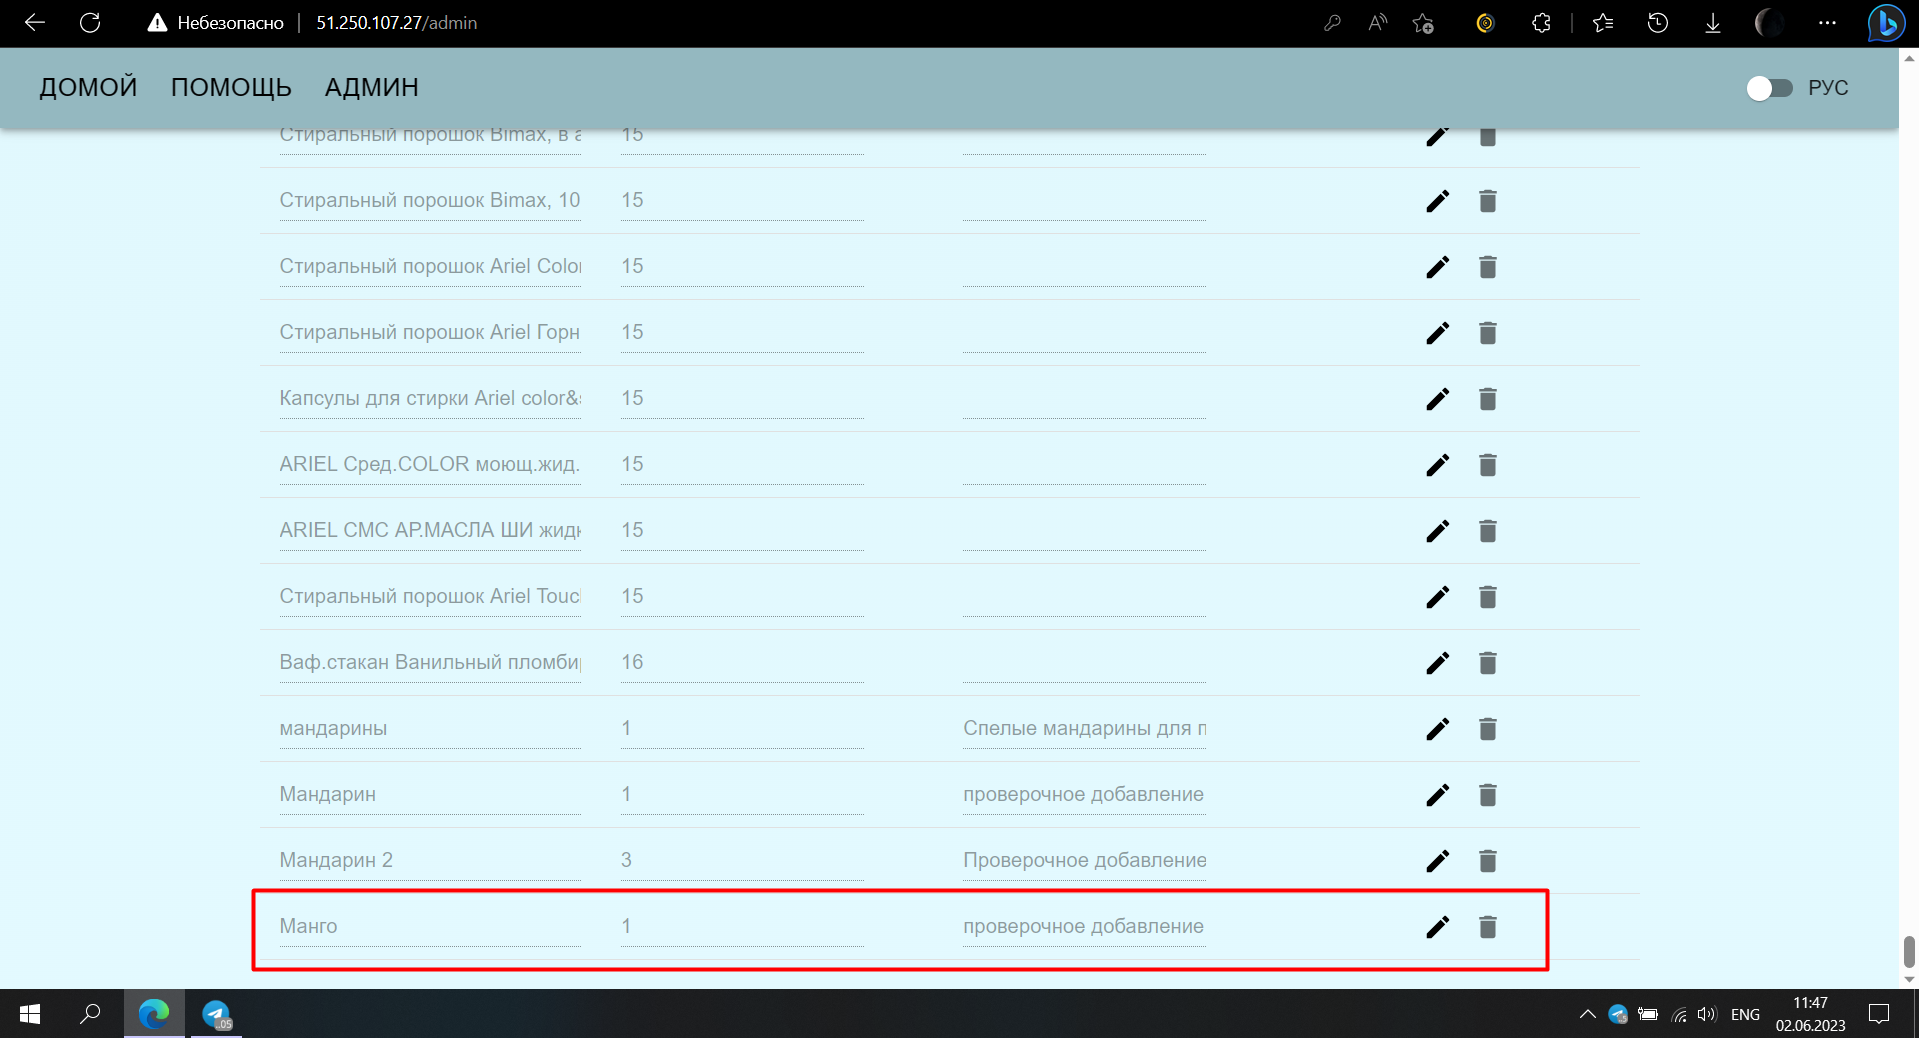 Небезопасно 51.250.107.27/admin
ДОМОЙ ПОМОЩЬ АДМИН РУС
Стиральный порошок Bimax, в а 15
Стиральный порошок Bimax, 10 15
Стиральный порошок Ariel Color 15
Стиральный порошок Ariel Горн 15
Капсулы для стирки Ariel color&s 15
ARIEL Сред.COLOR моющ.жид. 15
ARIEL СМС АР.МАСЛА ШИ жидк 15
Стиральный порошок Ariel Touch 15
Ваф.стакан Ванильный пломбир 16
мандарины 1 Спелые мандарины для п
Мандарин 1 проверочное добавление
Мандарин 2 3 Проверочное добавление
Манго 1 проверочное добавление
.05
ENG
11:47
02.06.2023